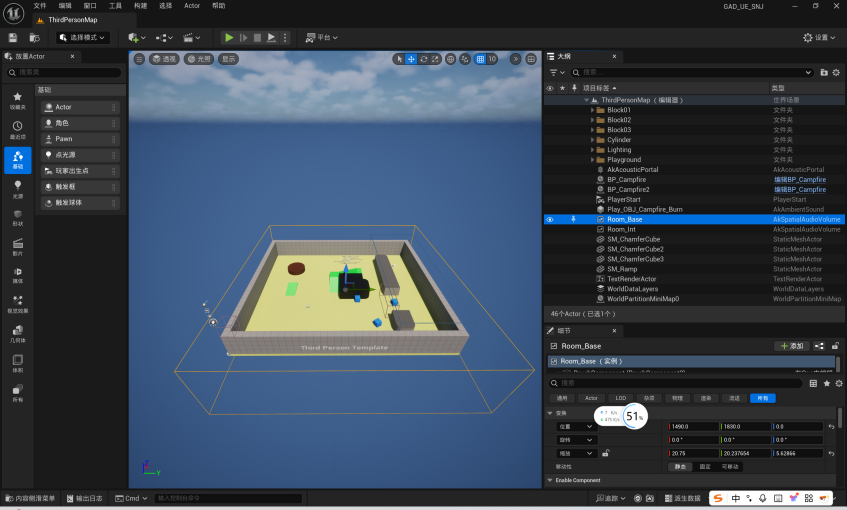 文件 编辑 窗口 工具 构建 选择 Actor 帮助
GAD_UE_SNJ
ThirdPersonMap
选择模式
平台
设置
放置Actor
搜索类
基础
收藏夹
最近项
基础
光源
形状
影片
媒体
视觉效果
几何体
体积
所有
Actor
角色
Pawn
点光源
玩家出生点
触发框
触发球体
透视 光照 显示
10
Third Person Template
大纲
搜索...
项目标签 类型
ThirdPersonMap（编辑器） 世界场景
Block01 文件夹
Block02 文件夹
Block03 文件夹
Cylinder 文件夹
Lighting 文件夹
Playground 文件夹
AkAcousticPortal AkAcousticPortal
BP_Campfire 编辑BP_Campfire
BP_Campfire2 编辑BP_Campfire
PlayerStart PlayerStart
Play_OBJ_Campfire_Burn AkAmbientSound
Room_Base AkSpatialAudioVolume
Room_Int AkSpatialAudioVolume
SM_ChamferCube StaticMeshActor
SM_ChamferCube2 StaticMeshActor
SM_ChamferCube3 StaticMeshActor
SM_Ramp StaticMeshActor
TextRenderActor TextRenderActor
WorldDataLayers WorldDataLayers
WorldPartitionMiniMap0 WorldPartitionMiniMap
46个Actor（已选1个）
细节
Room_Base
添加
Room_Base（实例）
搜索
通用 Actor LOD 杂项 物理 渲染 流送 所有
变换
51%
位置 1490.0 1830.0 0.0
旋转 0.0° 0.0° 0.0°
缩放 20.75 20.237654 5.62866
移动性 静态 固定 可移动
Enable Component
内容侧滑菜单 输出日志 Cmd 输入控制台命令
追踪 派生数据
中